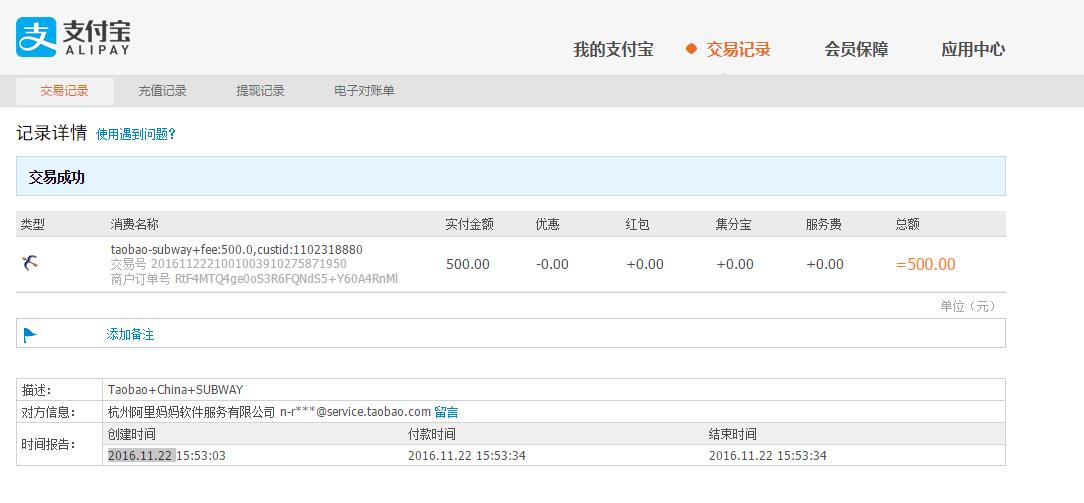 支付宝
ALIPAY
我的支付宝 交易记录 会员保障 应用中心
交易记录 充值记录 提现记录 电子对账单
记录详情 使用遇到问题?
交易成功
类型 消费名称 实付金额 优惠 红包 集分宝 服务费 总额
taobao-subway+fee:500.0,custid:1102318880
交易号 2016112221001003910275871950
500.00 -0.00 +0.00 +0.00 +0.00 =500.00
商户订单号 RtF4MTQ4ge0oS3R6FQNdS5+Y60A4RnMl
单位（元）
添加备注
描述: Taobao+China+SUBWAY
对方信息: 杭州阿里妈妈软件服务有限公司 n-r***@service.taobao.com 留言
时间报告: 创建时间 付款时间 结束时间
2016.11.22 15:53:03 2016.11.22 15:53:34 2016.11.22 15:53:34